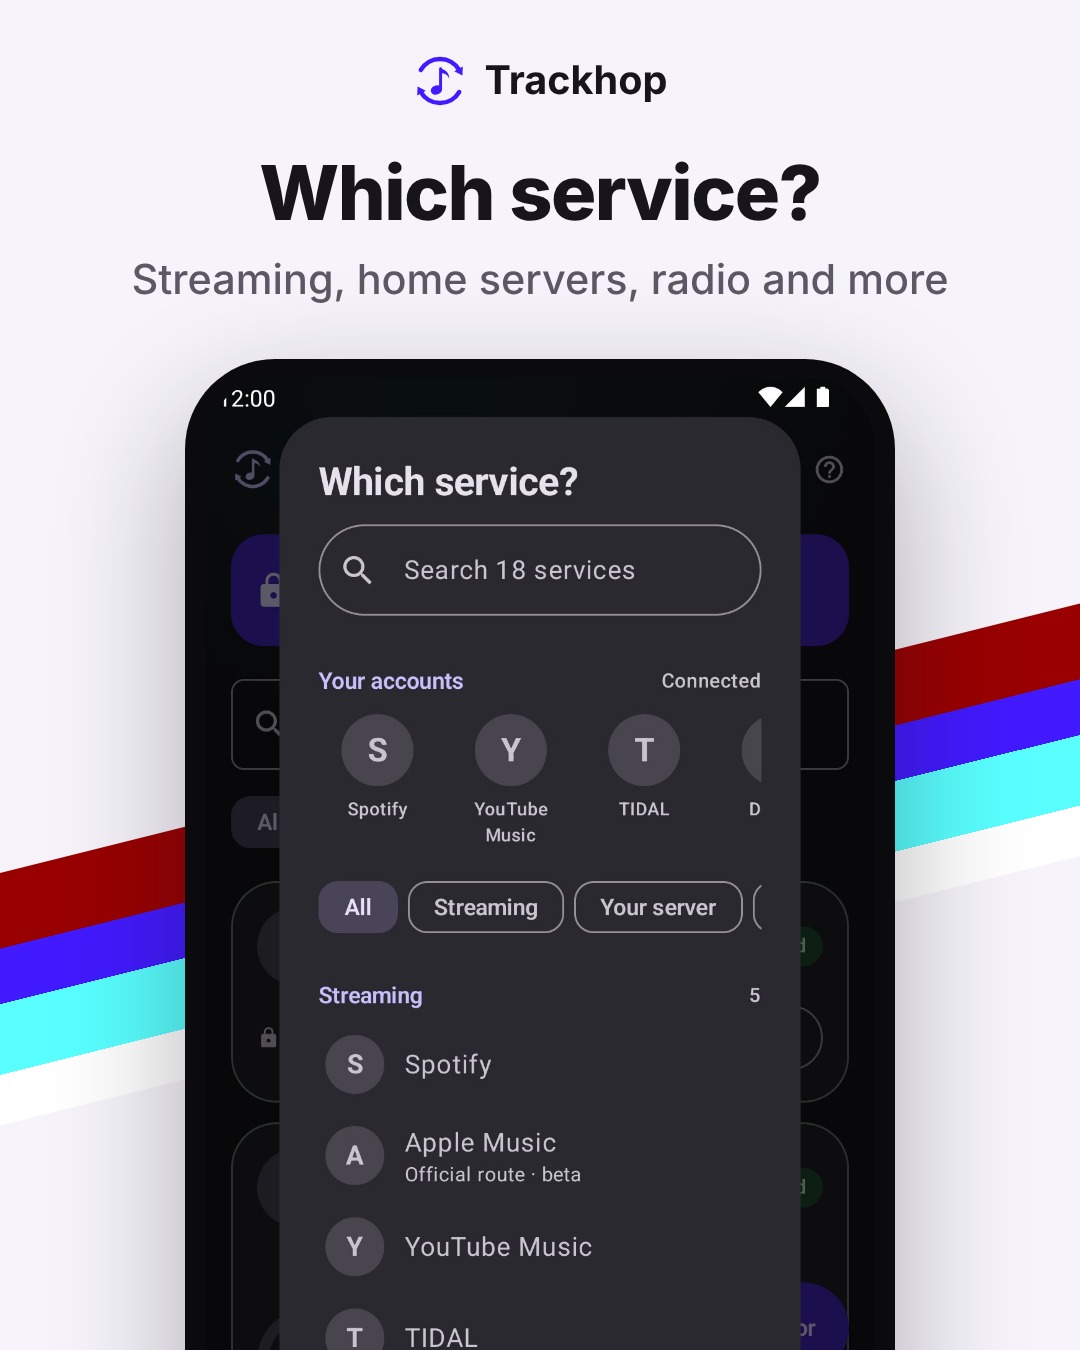 Trackhop
Which service?
Streaming, home servers, radio and more
2:00
Which service?
Search 18 services
Your accounts
Connected
S
Y
T
Spotify
YouTube
Music
TIDAL
D
All
Streaming
Your server
Streaming
5
S
Spotify
A
Apple Music
Official route · beta
Y
YouTube Music
T
TIDAL